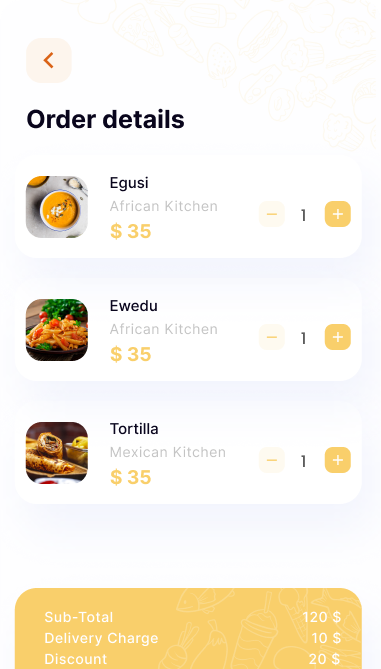 Order details
Egusi
African Kitchen
$ 35
1
Ewedu
African Kitchen
$ 35
1
Tortilla
Mexican Kitchen
$ 35
1
Sub-Total 120 $
Delivery Charge 10 $
Discount 20 $